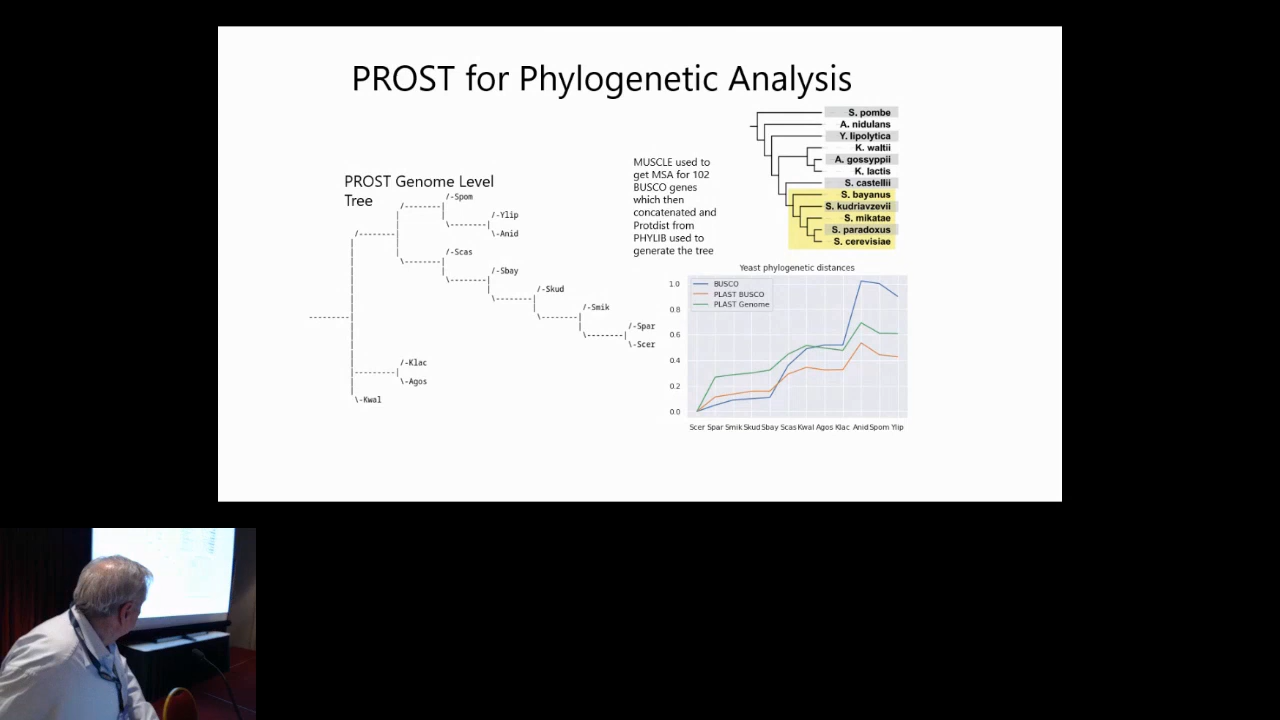 PROST for Phylogenetic Analysis
PROST Genome Level
Tree
/-Spom
/-Ylip
\-Anid
/-Scas
/-Sbay
/-Skud
/-Smik
/-Spar
\-Scer
/-Klac
\-Agos
\-Kwal
MUSCLE used to
get MSA for 102
BUSCO genes
which then
concatenated and
Protdist from
PHYLIB used to
generate the tree
S. pombe
A. nidulans
Y. lipolytica
K. waltii
A. gossyppii
K. lactis
S. castellii
S. bayanus
S. kudriavzevii
S. mikatae
S. paradoxus
S. cerevisiae
Yeast phylogenetic distances
BUSCO
PLAST BUSCO
PLAST Genome
1.0
0.8
0.6
0.4
0.2
0.0
Scer Spar Smik Skud Sbay Scas Kwal Agos Klac Anid Spom Ylip